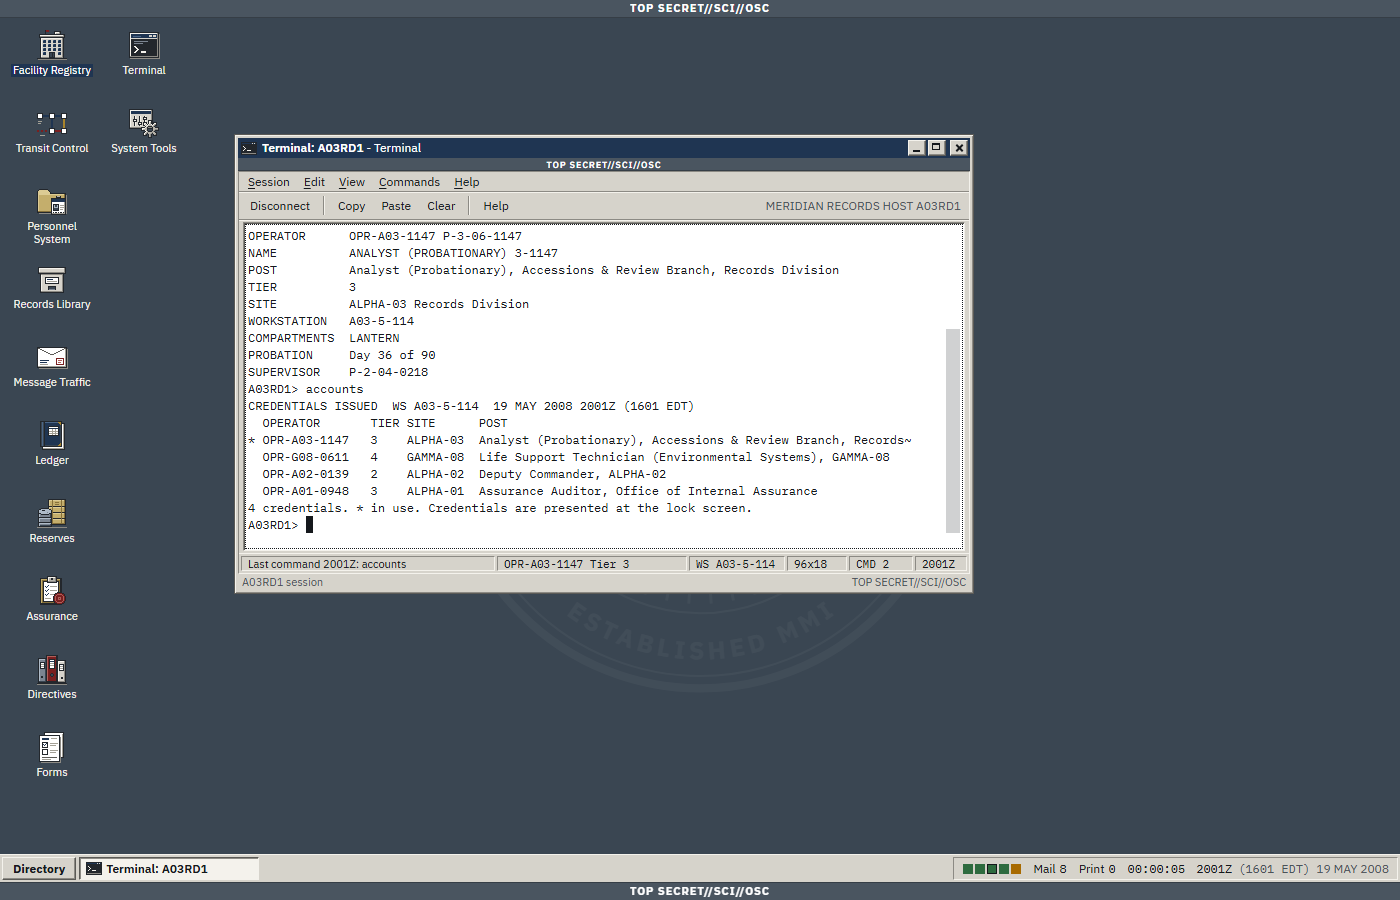 TOP SECRET//SCI//OSC
Facility Registry
Terminal
Transit Control
System Tools
Personnel
System
Records Library
Message Traffic
Ledger
Reserves
Assurance
Directives
Forms
Terminal: A03RD1 - Terminal
TOP SECRET//SCI//OSC
Session Edit View Commands Help
Disconnect Copy Paste Clear Help MERIDIAN RECORDS HOST A03RD1
OPERATOR OPR-A03-1147 P-3-06-1147
NAME ANALYST (PROBATIONARY) 3-1147
POST Analyst (Probationary), Accessions & Review Branch, Records Division
TIER 3
SITE ALPHA-03 Records Division
WORKSTATION A03-5-114
COMPARTMENTS LANTERN
PROBATION Day 36 of 90
SUPERVISOR P-2-04-0218
A03RD1> accounts
CREDENTIALS ISSUED WS A03-5-114 19 MAY 2008 2001Z (1601 EDT)
OPERATOR TIER SITE POST
* OPR-A03-1147 3 ALPHA-03 Analyst (Probationary), Accessions & Review Branch, Records~
OPR-G08-0611 4 GAMMA-08 Life Support Technician (Environmental Systems), GAMMA-08
OPR-A02-0139 2 ALPHA-02 Deputy Commander, ALPHA-02
OPR-A01-0948 3 ALPHA-01 Assurance Auditor, Office of Internal Assurance
4 credentials. * in use. Credentials are presented at the lock screen.
A03RD1>
Last command 2001Z: accounts OPR-A03-1147 Tier 3 WS A03-5-114 96x18 CMD 2 2001Z
A03RD1 session TOP SECRET//SCI//OSC
ESTABLISHED MMI
Directory Terminal: A03RD1 Mail 8 Print 0 00:00:05 2001Z (1601 EDT) 19 MAY 2008
TOP SECRET//SCI//OSC